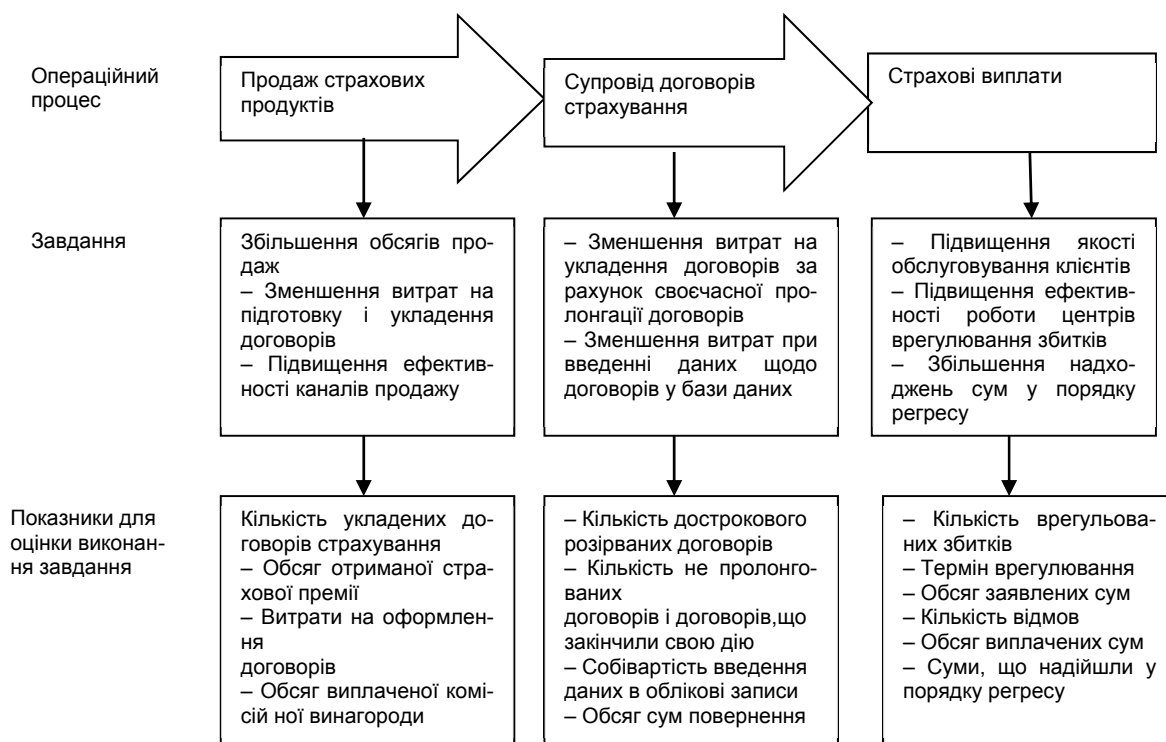 Операційний
процес
Продаж страхових
продуктів
Супровід договорів
страхування
Страхові виплати
Завдання
Збільшення обсягів про-
даж
– Зменшення витрат на
підготовку і укладення
договорів
– Підвищення ефектив-
ності каналів продажу
– Зменшення витрат на
укладення договорів за
рахунок своєчасної про-
лонгації договорів
– Зменшення витрат при
введенні даних щодо
договорів у бази даних
– Підвищення якості
обслуговування клієнтів
– Підвищення ефектив-
ності роботи центрів
врегулювання збитків
– Збільшення надхо-
джень сум у порядку
регресу
Показники для
оцінки виконан-
ня завдання
Кількість укладених до-
говорів страхування
– Обсяг отриманої стра-
хової премії
– Витрати на оформлен-
ня
договорів
– Обсяг виплаченої комі-
сій ної винагороди
– Кількість дострокового
розірваних договорів
– Кількість не пролонго-
ваних
договорів і договорів,що
закінчили свою дію
– Собівартість введення
даних в облікові записи
– Обсяг сум повернення
– Кількість врегульова-
них збитків
– Термін врегулювання
– Обсяг заявлених сум
– Кількість відмов
– Обсяг виплачених сум
– Суми, що надійшли у
порядку регресу